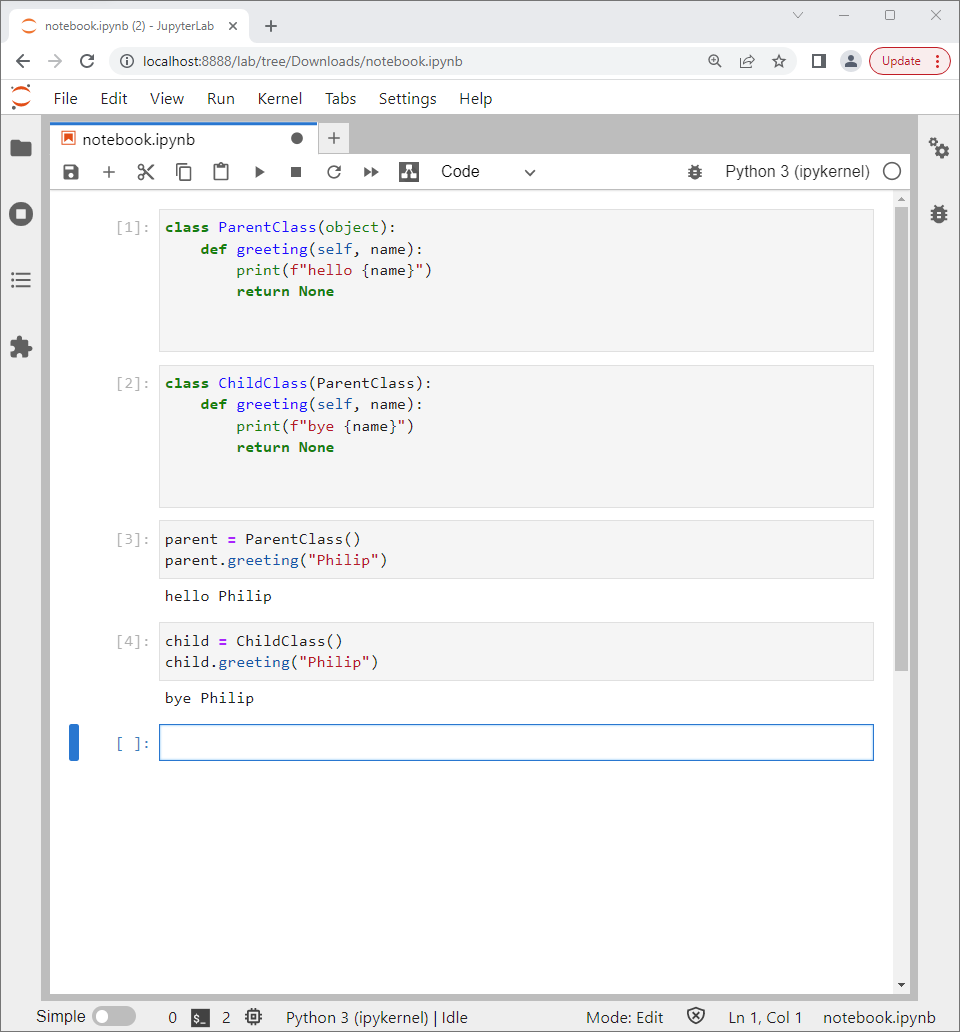 notebook.ipynb (2) - JupyterLab
localhost:8888/lab/tree/Downloads/notebook.ipynb
Update
File Edit View Run Kernel Tabs Settings Help
notebook.ipynb
Code
Python 3 (ipykernel)
[1]:
class ParentClass(object):
    def greeting(self, name):
        print(f"hello {name}")
        return None
[2]:
class ChildClass(ParentClass):
    def greeting(self, name):
        print(f"bye {name}")
        return None
[3]:
parent = ParentClass()
parent.greeting("Philip")
hello Philip
[4]:
child = ChildClass()
child.greeting("Philip")
bye Philip
[ ]:
Simple 0 $_ 2 Python 3 (ipykernel) | Idle Mode: Edit Ln 1, Col 1 notebook.ipynb